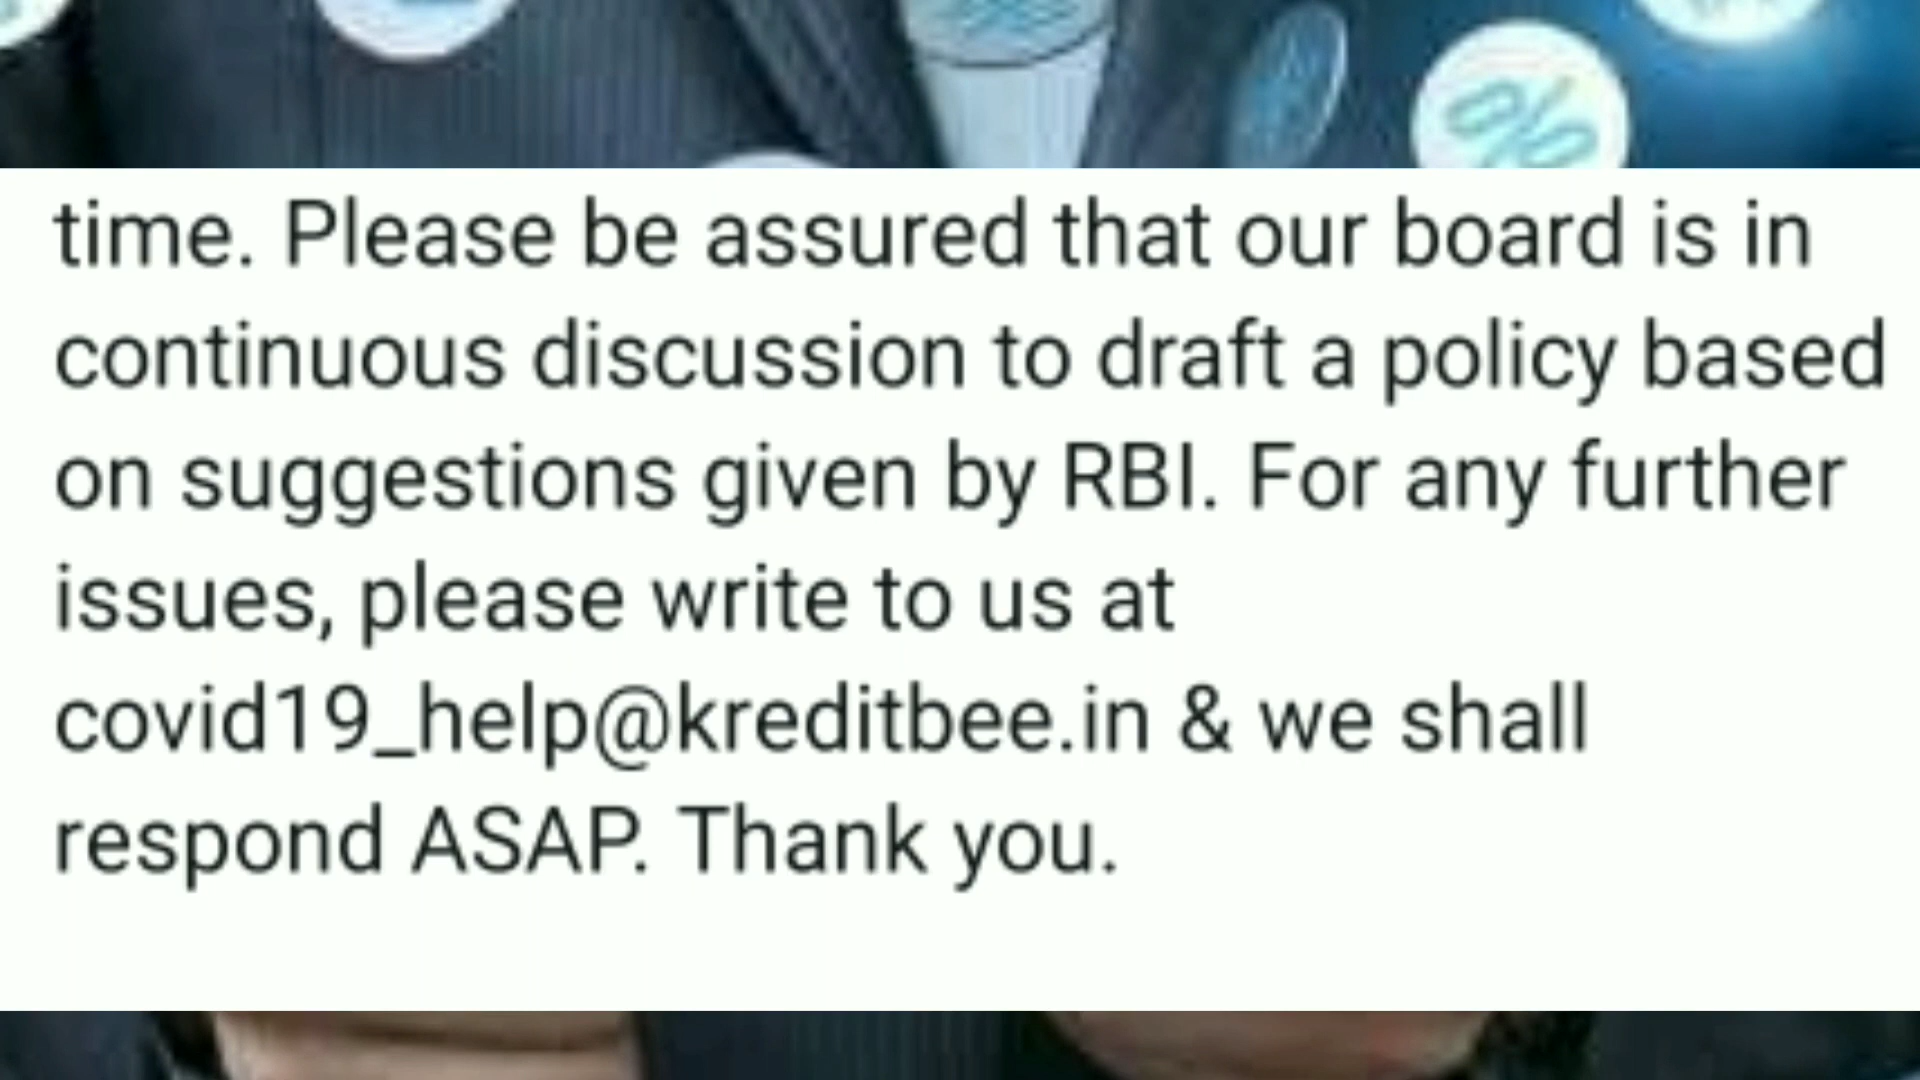 time. Please be assured that our board is in
continuous discussion to draft a policy based
on suggestions given by RBI. For any further
issues, please write to us at
covid19_help@kreditbee.in & we shall
respond ASAP. Thank you.